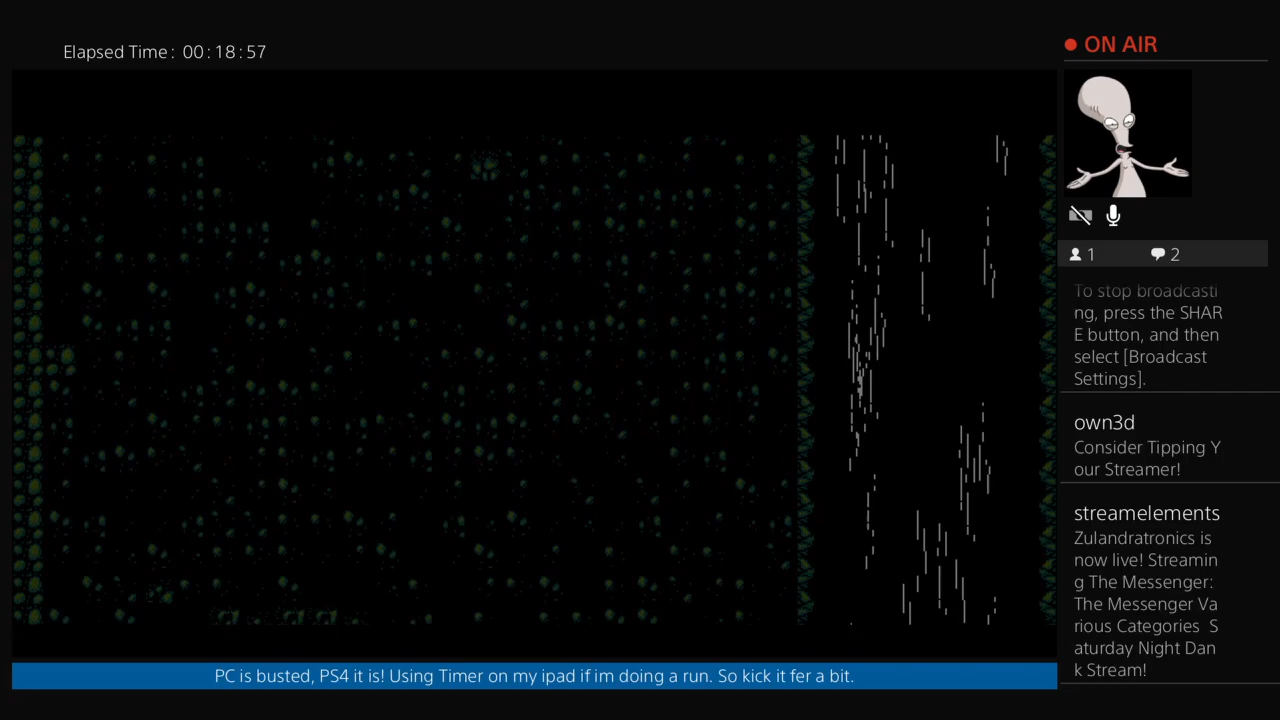 Elapsed Time: 00:18:57
ON AIR
1
2
To stop broadcasti
ng, press the SHAR
E button, and then
select [Broadcast
Settings].
own3d
Consider Tipping Y
our Streamer!
streamelements
Zulandratronics is
now live! Streamin
g The Messenger:
The Messenger Va
rious Categories  S
aturday Night Dan
k Stream!
PC is busted, PS4 it is! Using Timer on my ipad if im doing a run. So kick it fer a bit.